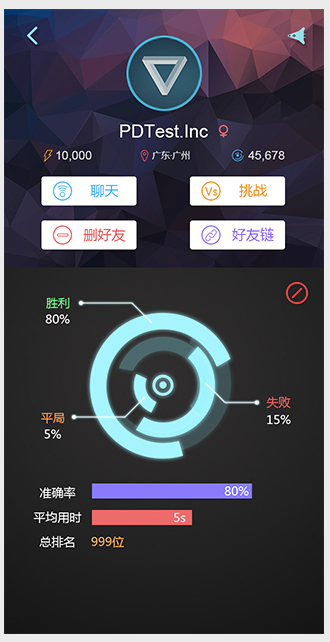 PDTest.Inc
10,000 广东·广州 45,678
聊天 Vs 挑战
删好友 好友链
胜利
80%
失败
15%
平局
5%
准确率 80%
平均用时 5s
总排名 999位